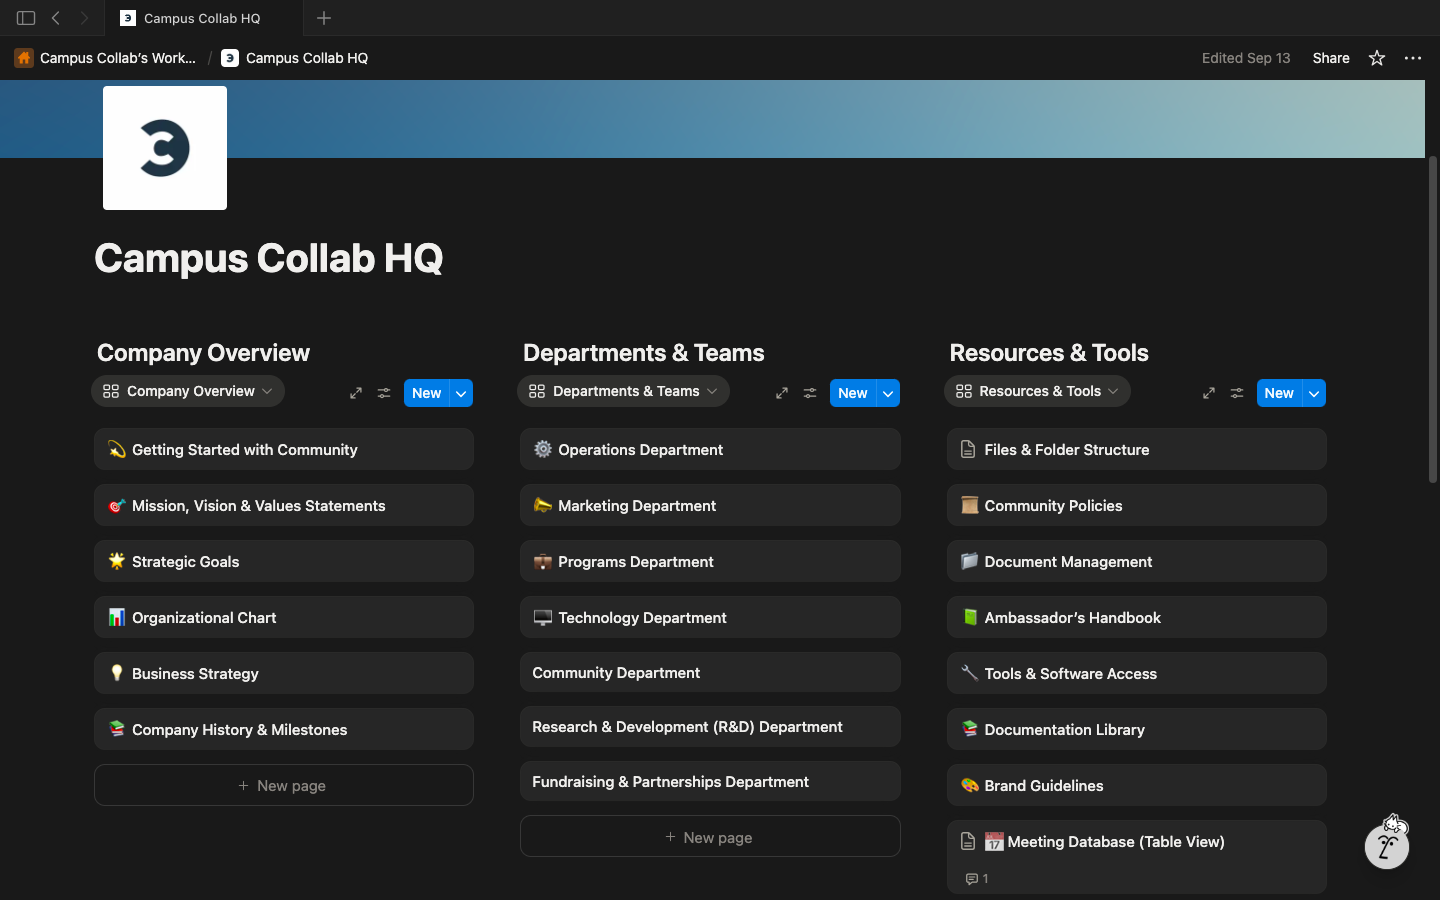 Campus Collab HQ
Campus Collab's Work... / Campus Collab HQ
Edited Sep 13 Share
Campus Collab HQ
Company Overview
Company Overview New
Getting Started with Community
Mission, Vision & Values Statements
Strategic Goals
Organizational Chart
Business Strategy
Company History & Milestones
+ New page
Departments & Teams
Departments & Teams New
Operations Department
Marketing Department
Programs Department
Technology Department
Community Department
Research & Development (R&D) Department
Fundraising & Partnerships Department
+ New page
Resources & Tools
Resources & Tools New
Files & Folder Structure
Community Policies
Document Management
Ambassador's Handbook
Tools & Software Access
Documentation Library
Brand Guidelines
17 Meeting Database (Table View)
1